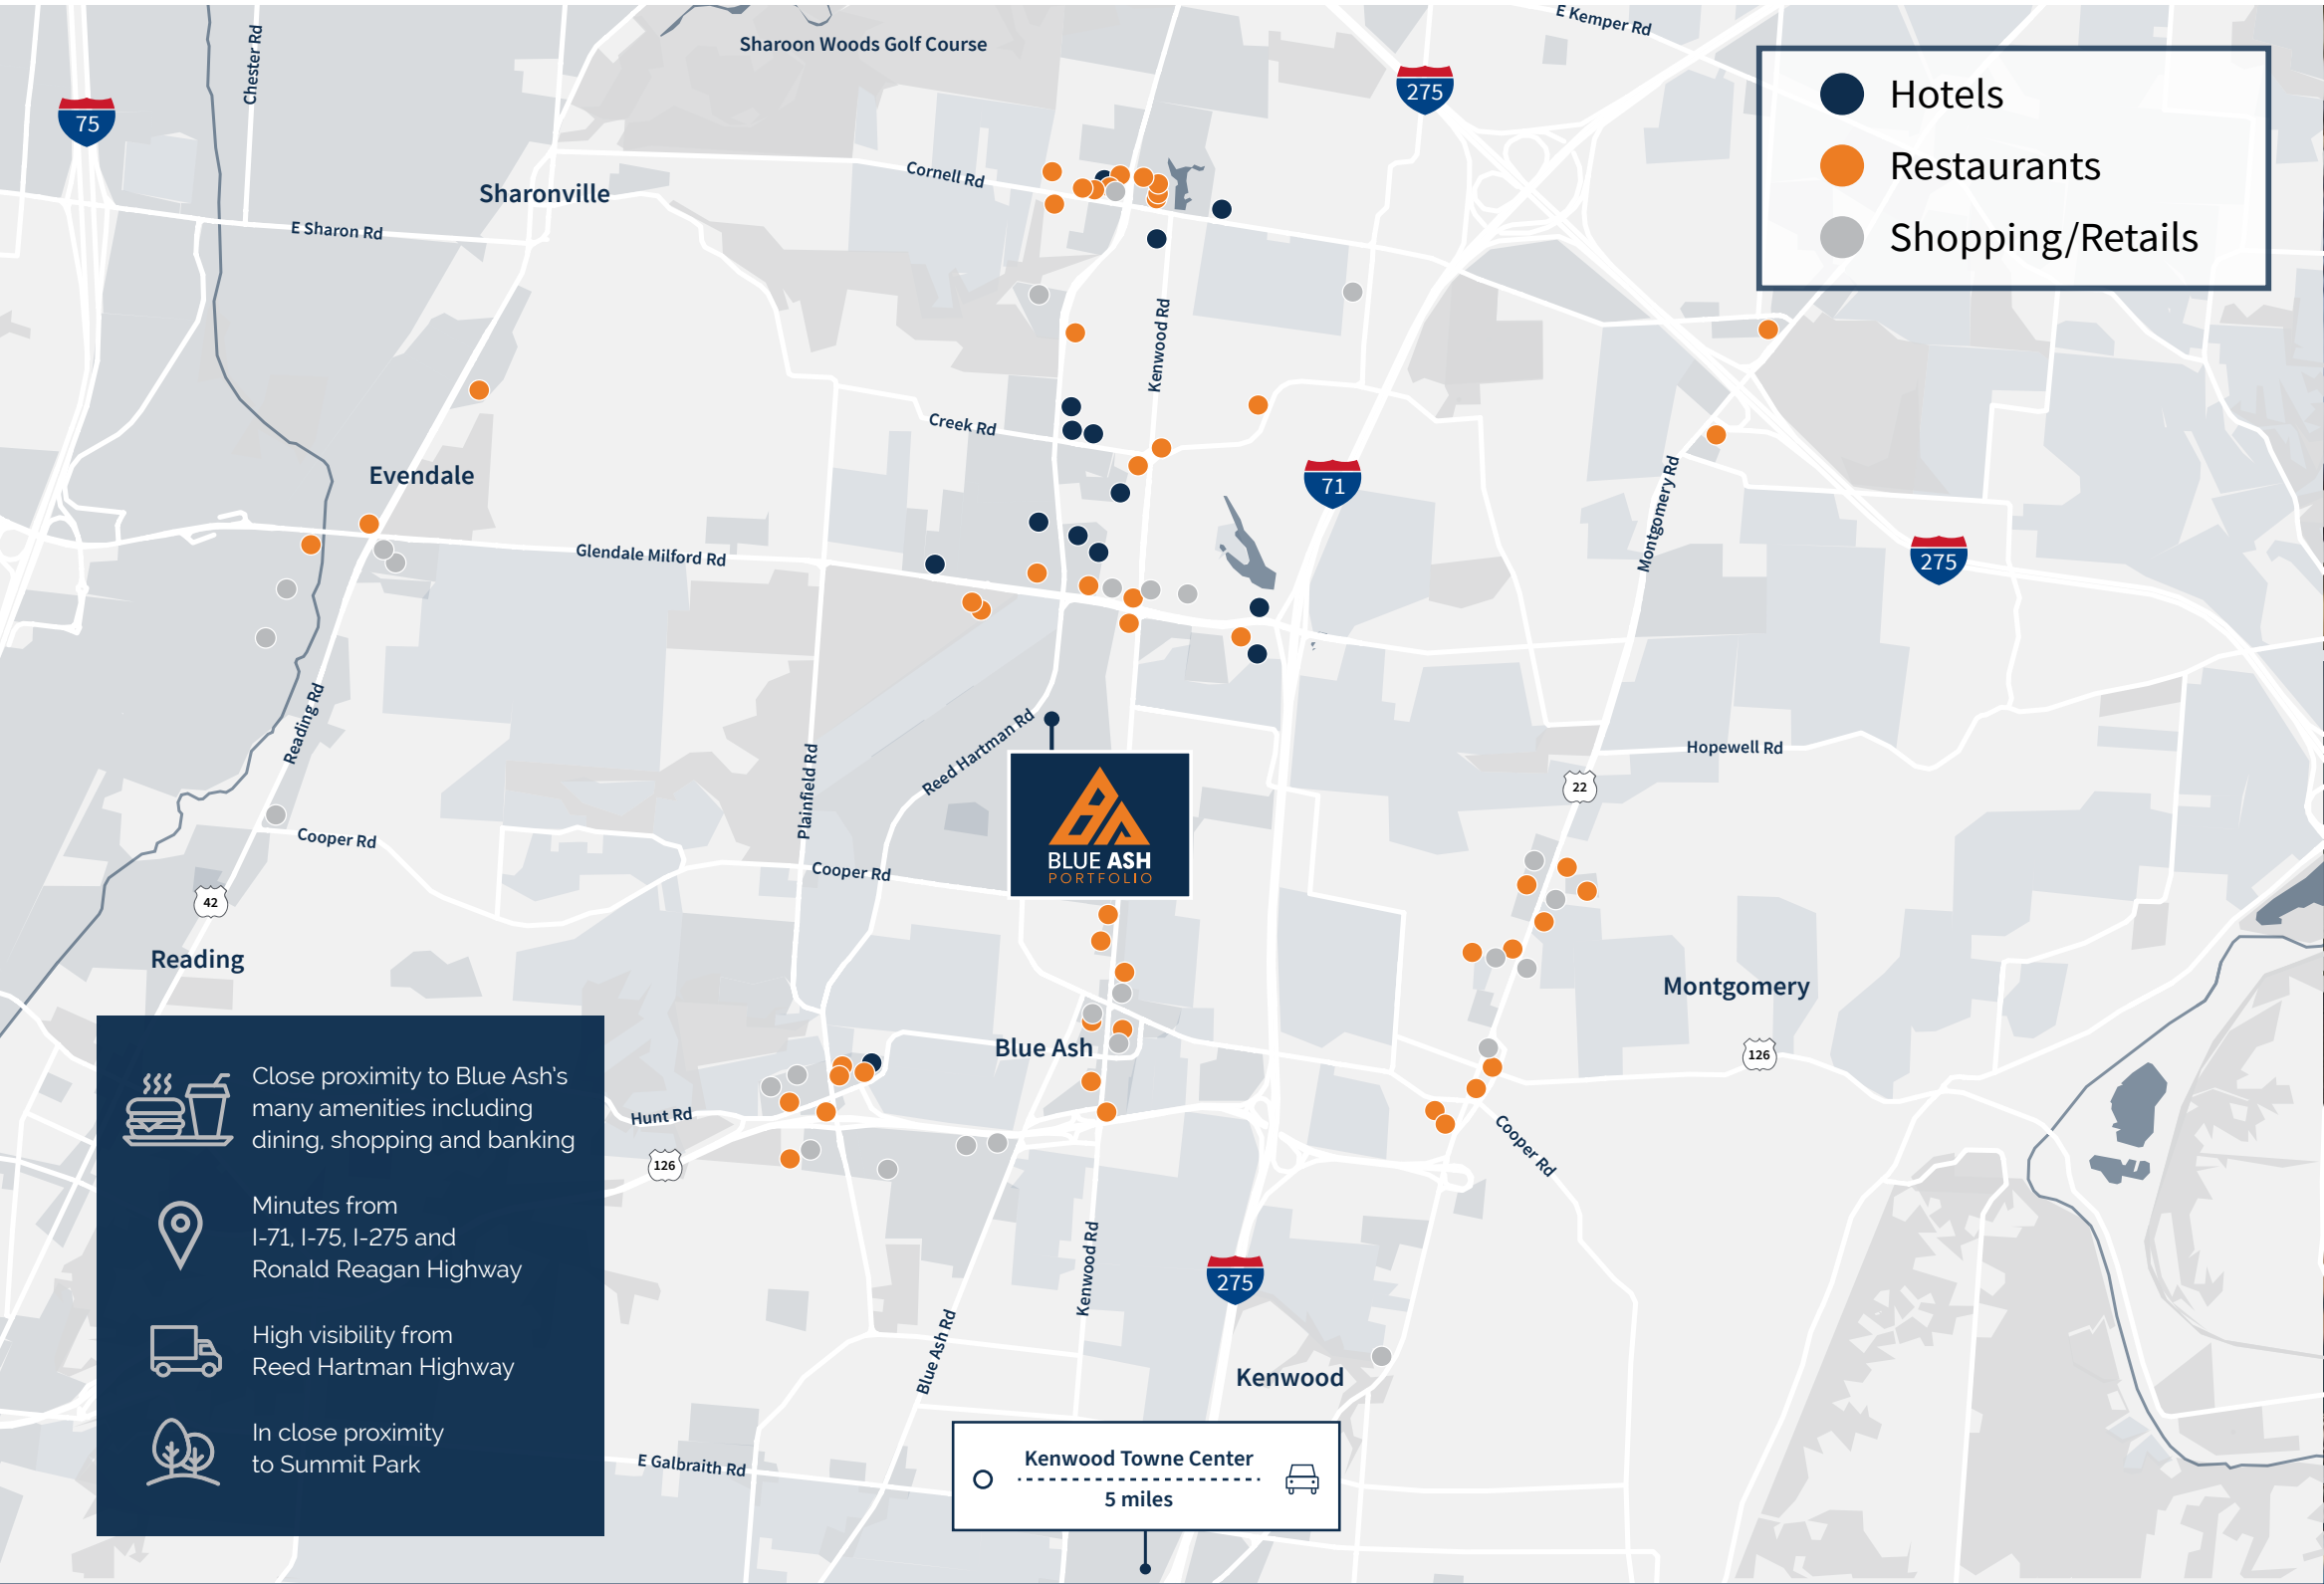 E Kemper Rd
Sharoon Woods Golf Course
Chester Rd
275
75
Hotels
Restaurants
Shopping/Retails
Cornell Rd
Sharonville
E Sharon Rd
Kenwood Rd
Creek Rd
Evendale
71
Montgomery Rd
Glendale Milford Rd
275
Reading Rd
Reed Hartman Rd
Plainfield Rd
Hopewell Rd
22
Cooper Rd
BLUE ASH
PORTFOLIO
Cooper Rd
42
Reading
Montgomery
Blue Ash
126
Close proximity to Blue Ash's
many amenities including
dining, shopping and banking
Hunt Rd
126
Cooper Rd
Minutes from
I-71, I-75, I-275 and
Ronald Reagan Highway
Kenwood Rd
275
High visibility from
Reed Hartman Highway
Blue Ash Rd
Kenwood
In close proximity
to Summit Park
E Galbraith Rd
Kenwood Towne Center
5 miles